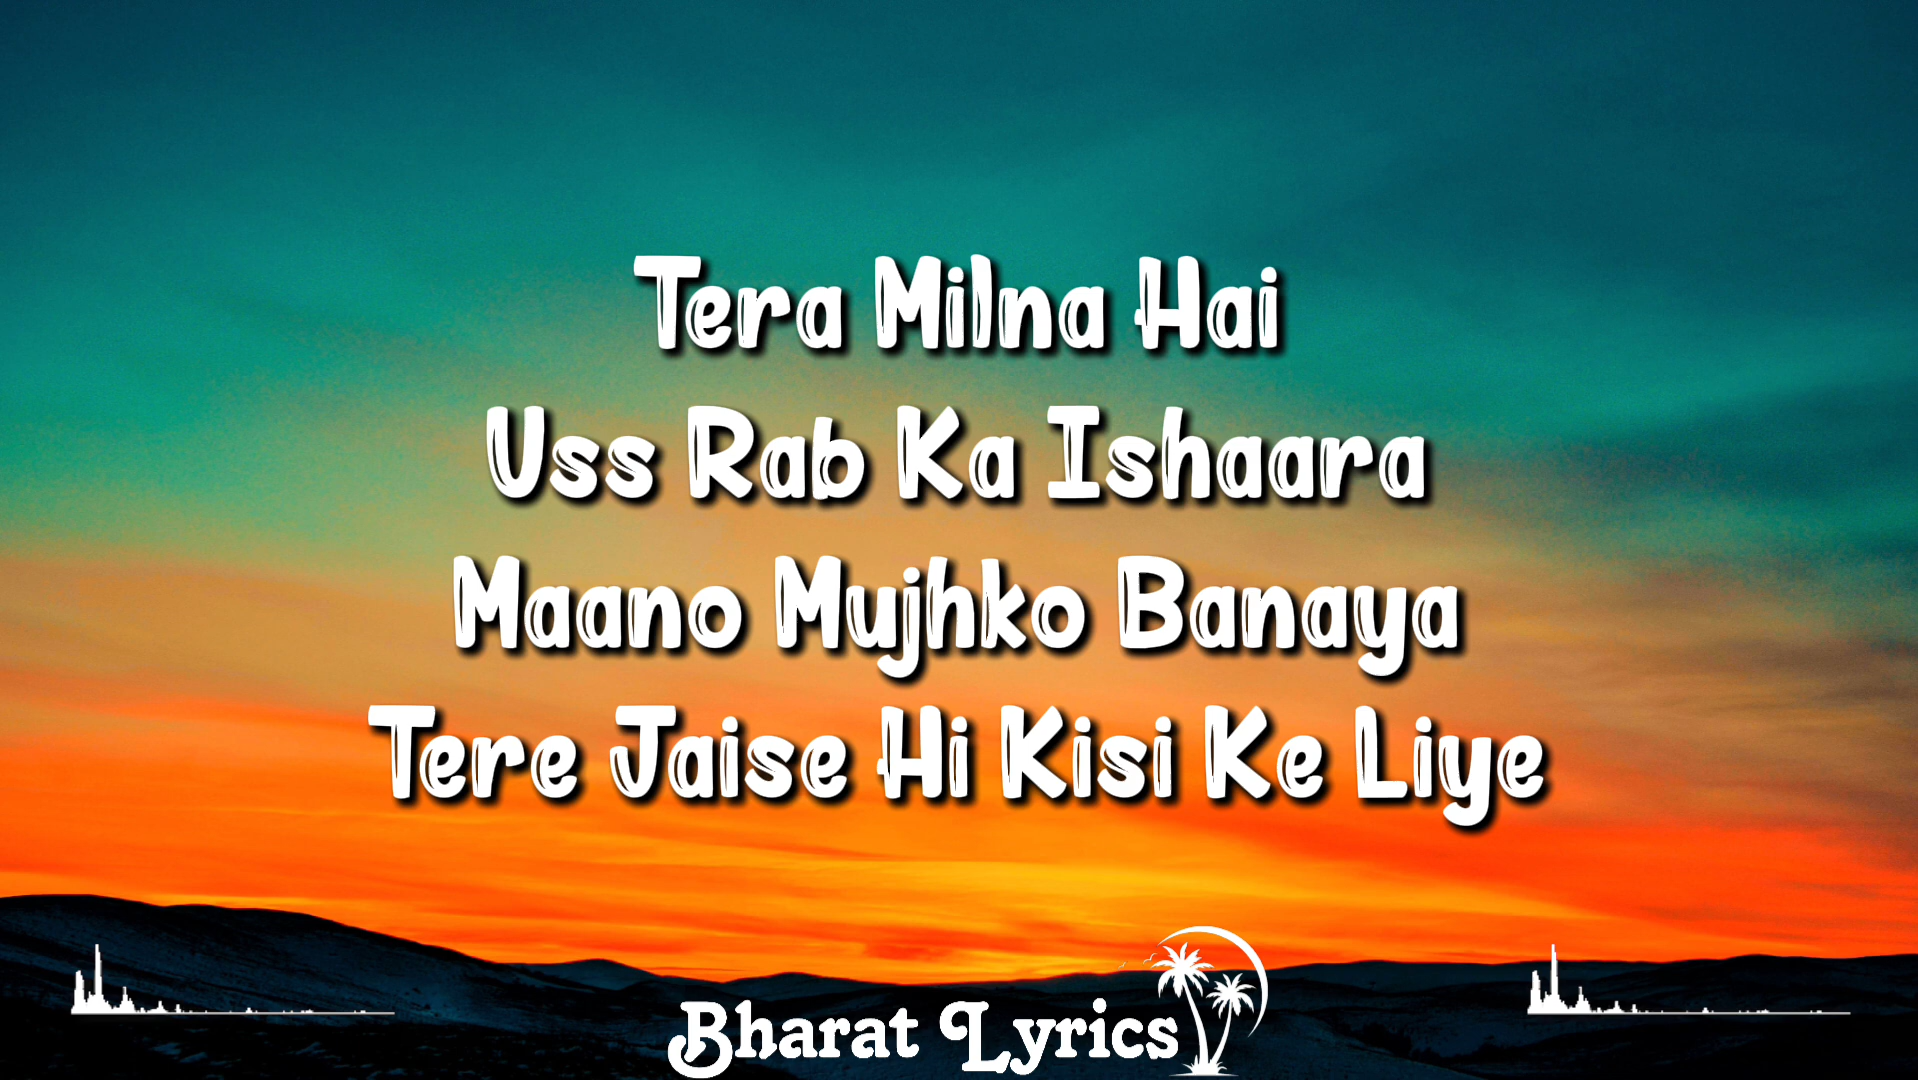 Tera Milna Hai
Uss Rab Ka Ishaara
Maano Mujhko Banaya
Tere Jaise Hi Kisi Ke Liye
Bharat Lyrics